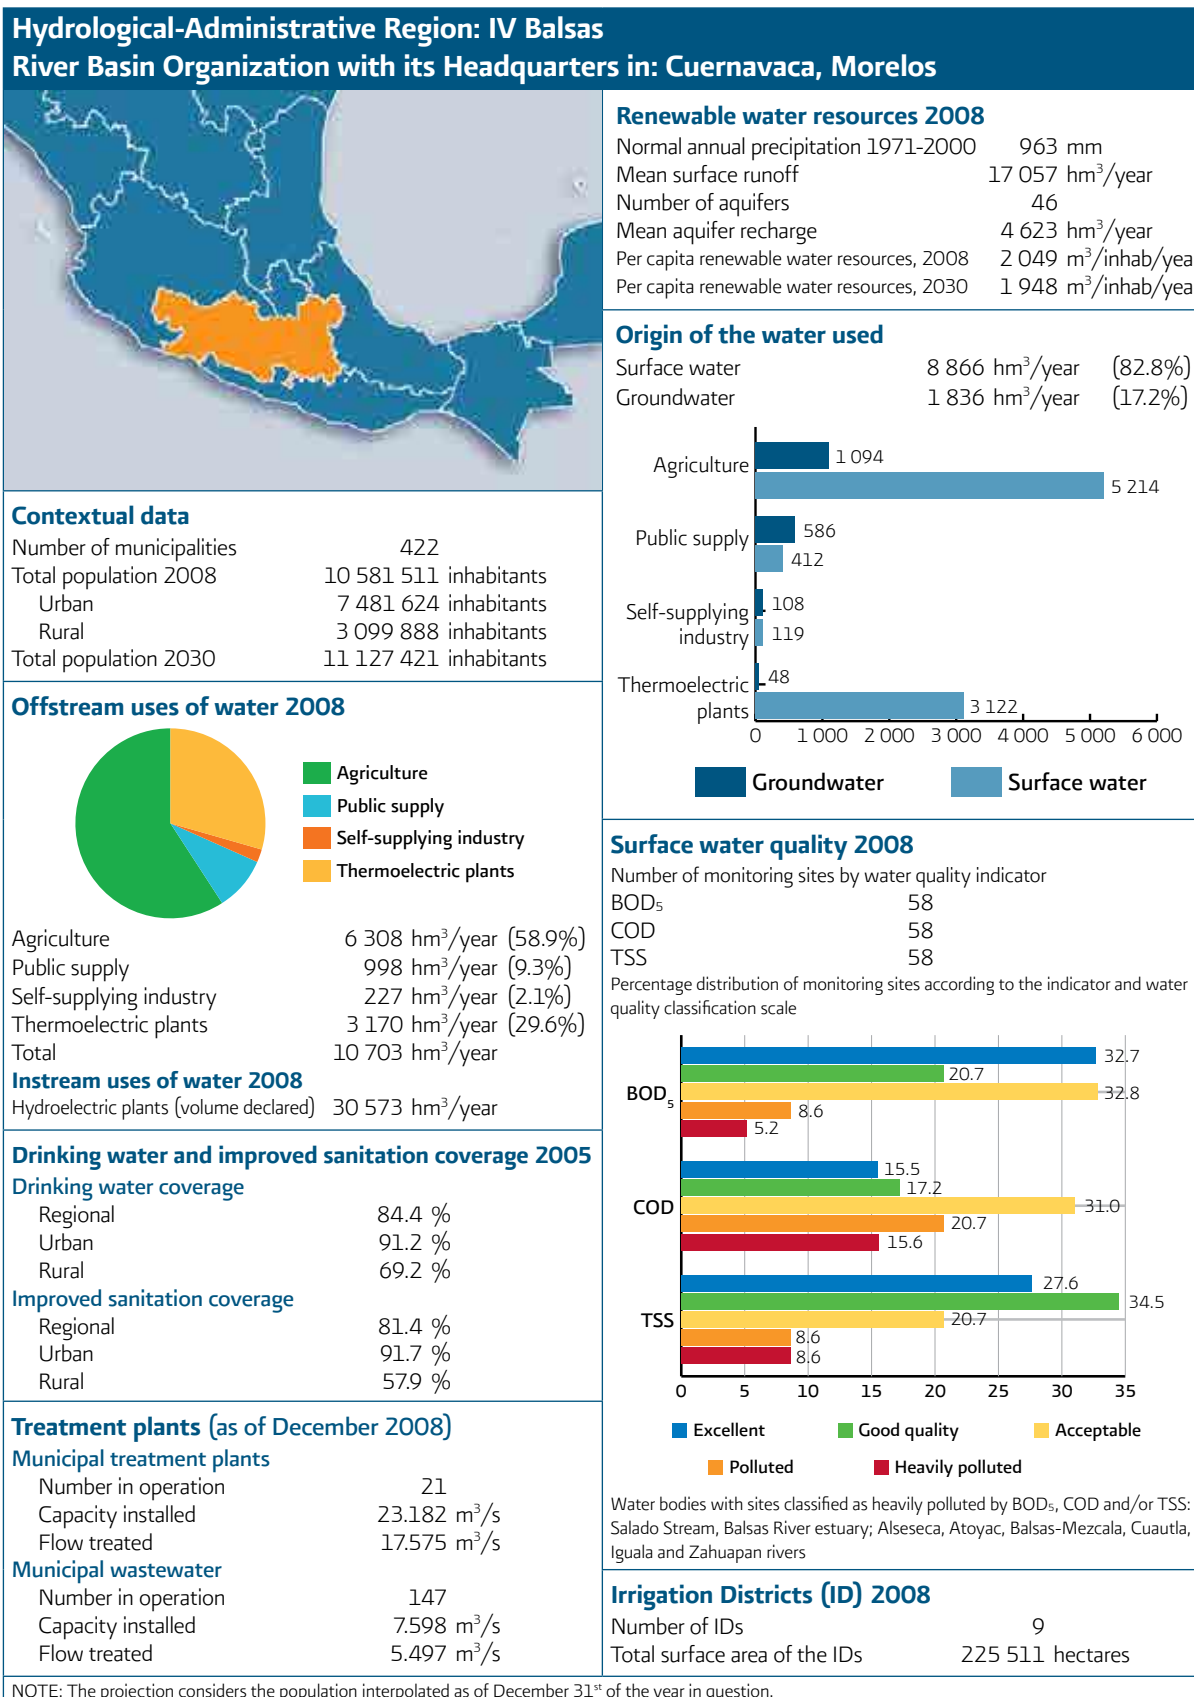 Hydrological-Administrative Region: IV Balsas
River Basin Organization with its Headquarters in: Cuernavaca, Morelos
Contextual data
Number of municipalities 422
Total population 2008 10 581 511 inhabitants
Urban 7 481 624 inhabitants
Rural 3 099 888 inhabitants
Total population 2030 11 127 421 inhabitants
Offstream uses of water 2008
Agriculture
Public supply
Self-supplying industry
Thermoelectric plants
Agriculture 6 308 hm³/year (58.9%)
Public supply 998 hm³/year (9.3%)
Self-supplying industry 227 hm³/year (2.1%)
Thermoelectric plants 3 170 hm³/year (29.6%)
Total 10 703 hm³/year
Instream uses of water 2008
Hydroelectric plants (volume declared) 30 573 hm³/year
Drinking water and improved sanitation coverage 2005
Drinking water coverage
Regional 84.4 %
Urban 91.2 %
Rural 69.2 %
Improved sanitation coverage
Regional 81.4 %
Urban 91.7 %
Rural 57.9 %
Treatment plants (as of December 2008)
Municipal treatment plants
Number in operation 21
Capacity installed 23.182 m³/s
Flow treated 17.575 m³/s
Municipal wastewater
Number in operation 147
Capacity installed 7.598 m³/s
Flow treated 5.497 m³/s
Renewable water resources 2008
Normal annual precipitation 1971-2000 963 mm
Mean surface runoff 17 057 hm³/year
Number of aquifers 46
Mean aquifer recharge 4 623 hm³/year
Per capita renewable water resources, 2008 2 049 m³/inhab/yea
Per capita renewable water resources, 2030 1 948 m³/inhab/yea
Origin of the water used
Surface water 8 866 hm³/year (82.8%)
Groundwater 1 836 hm³/year (17.2%)
Agriculture 1 094
5 214
Public supply 586
412
Self-supplying 108
industry 119
Thermoelectric 48
plants 3 122
0 1 000 2 000 3 000 4 000 5 000 6 000
Groundwater Surface water
Surface water quality 2008
Number of monitoring sites by water quality indicator
BOD₅ 58
COD 58
TSS 58
Percentage distribution of monitoring sites according to the indicator and water
quality classification scale
32.7
20.7
BOD₅ 32.8
8.6
5.2
15.5
17.2
COD 31.0
20.7
15.6
27.6
34.5
TSS 20.7
8.6
8.6
0 5 10 15 20 25 30 35
Excellent Good quality Acceptable
Polluted Heavily polluted
Water bodies with sites classified as heavily polluted by BOD₅, COD and/or TSS:
Salado Stream, Balsas River estuary; Alseseca, Atoyac, Balsas-Mezcala, Cuautla,
Iguala and Zahuapan rivers
Irrigation Districts (ID) 2008
Number of IDs 9
Total surface area of the IDs 225 511 hectares
NOTE: The projection considers the population interpolated as of December 31st of the year in question.